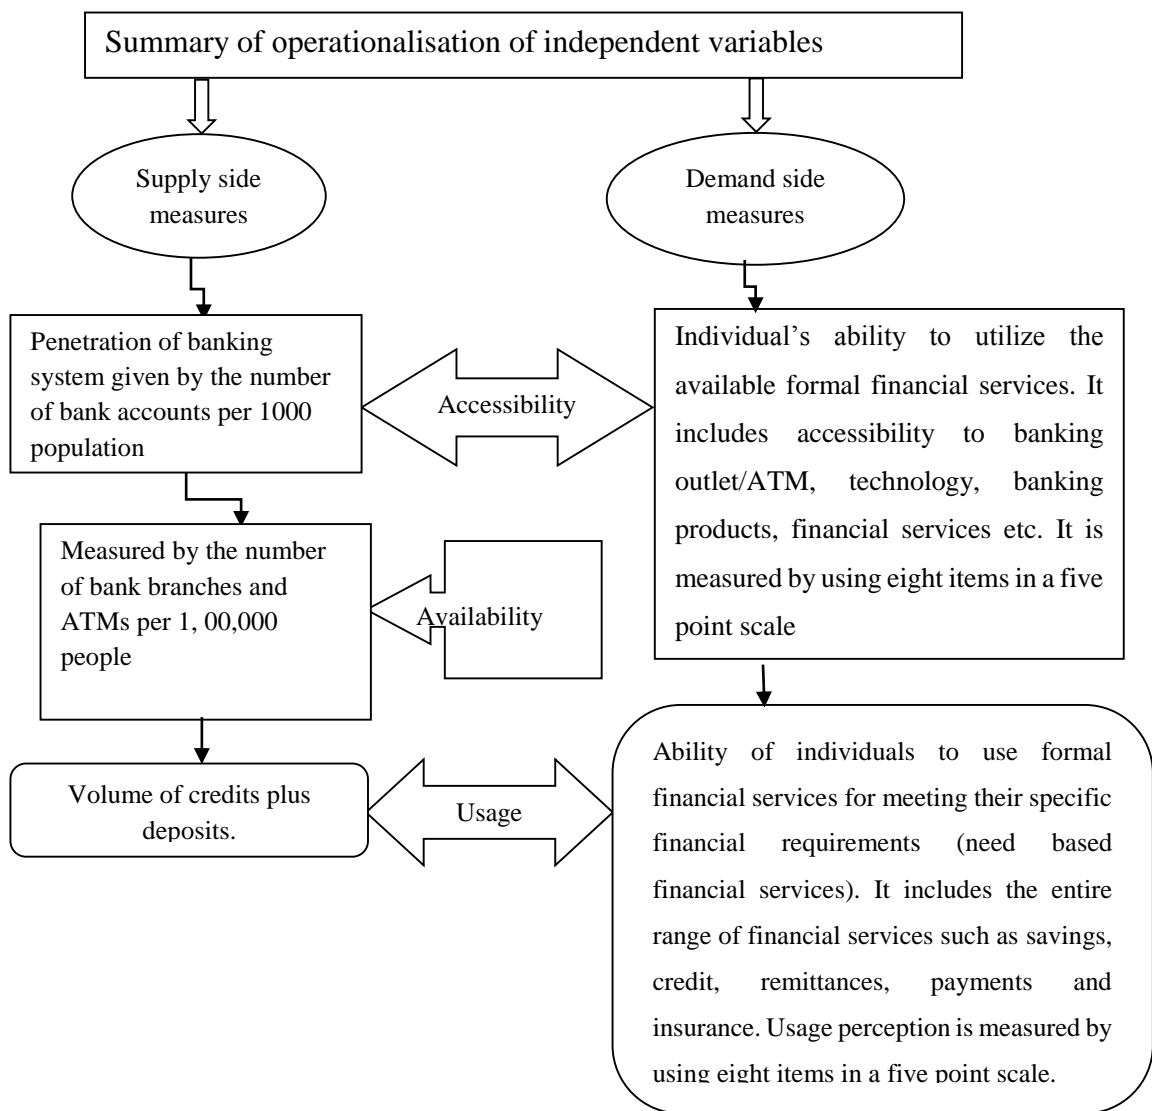 Summary of operationalisation of independent variables
Supply side
measures
Demand side
measures
Penetration of banking
system given by the number
of bank accounts per 1000
population
Accessibility
Individual’s ability to utilize the
available formal financial services. It
includes accessibility to banking
outlet/ATM, technology, banking
products, financial services etc. It is
measured by using eight items in a five
point scale
Measured by the number
of bank branches and
ATMs per 1, 00,000
people
Availability
Volume of credits plus
deposits.
Usage
Ability of individuals to use formal
financial services for meeting their specific
financial requirements (need based
financial services). It includes the entire
range of financial services such as savings,
credit, remittances, payments and
insurance. Usage perception is measured by
using eight items in a five point scale.